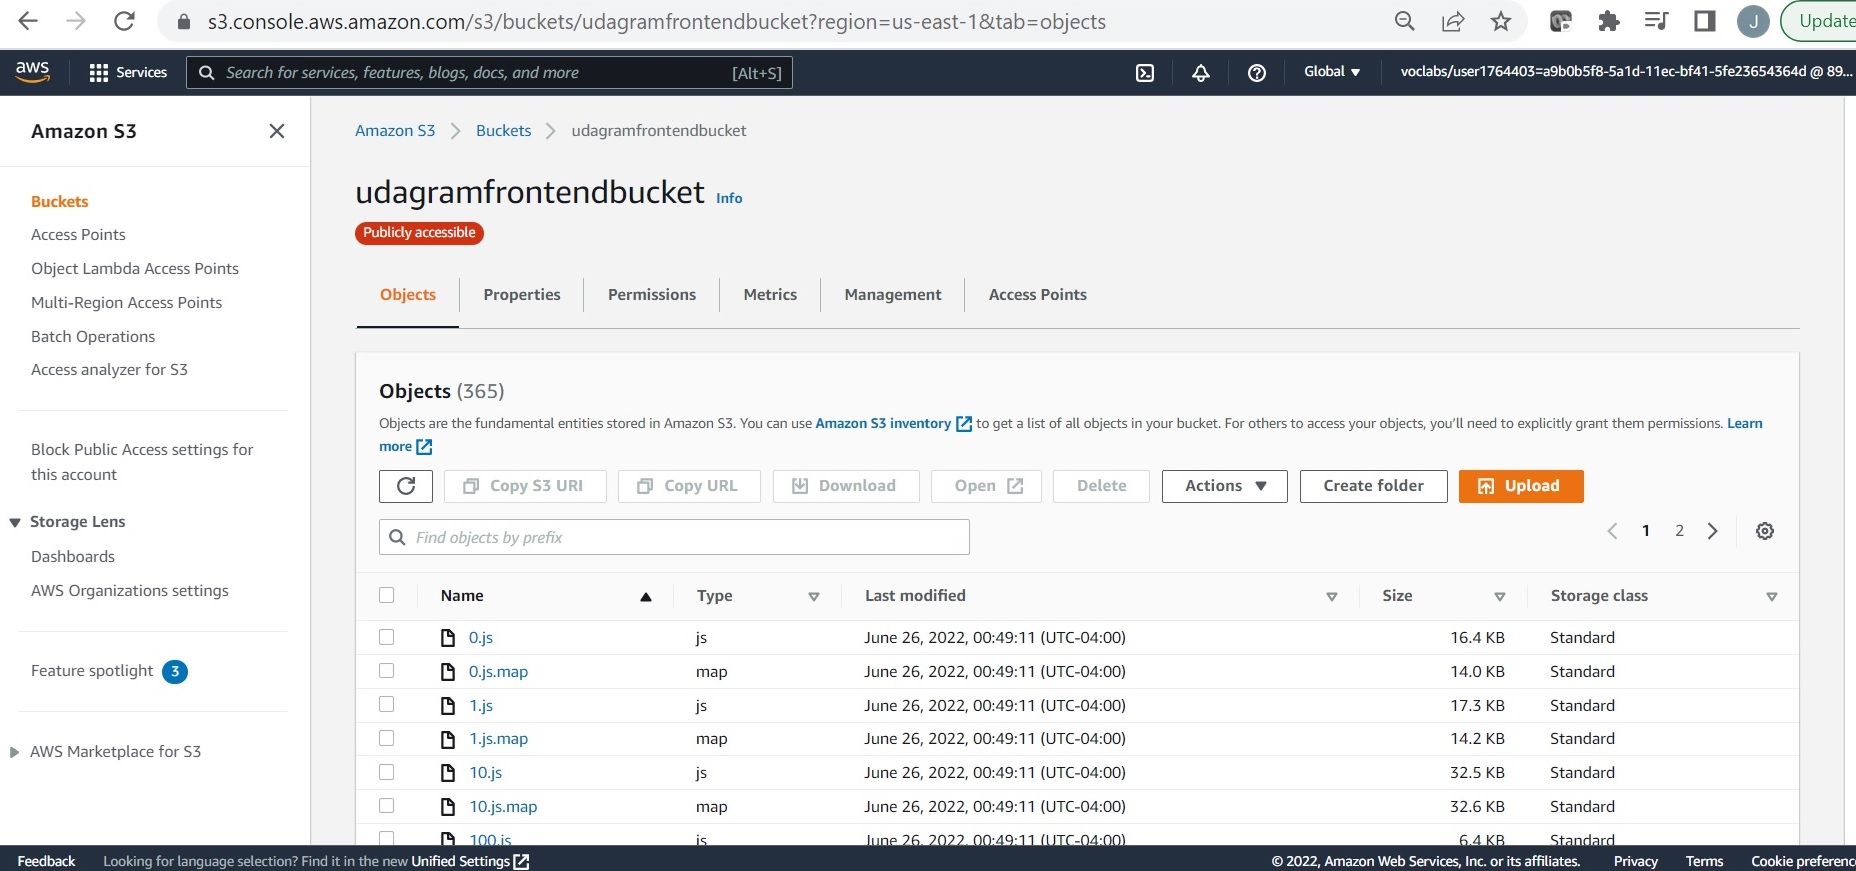 s3.console.aws.amazon.com/s3/buckets/udagramfrontendbucket?region=us-east-1&tab=objects
J
Update
aws
Services
Search for services, features, blogs, docs, and more
[Alt+S]
Global
voclabs/user1764403=a9b0b5f8-5a1d-11ec-bf41-5fe23654364d @ 89...
Amazon S3
Buckets
Access Points
Object Lambda Access Points
Multi-Region Access Points
Batch Operations
Access analyzer for S3
Block Public Access settings for
this account
Storage Lens
Dashboards
AWS Organizations settings
Feature spotlight 3
AWS Marketplace for S3
Amazon S3 Buckets udagramfrontendbucket
udagramfrontendbucket Info
Publicly accessible
Objects Properties Permissions Metrics Management Access Points
Objects (365)
Objects are the fundamental entities stored in Amazon S3. You can use Amazon S3 inventory to get a list of all objects in your bucket. For others to access your objects, you'll need to explicitly grant them permissions. Learn
more
Copy S3 URI Copy URL Download Open Delete Actions Create folder Upload
Find objects by prefix
1 2
Name Type Last modified Size Storage class
0.js js June 26, 2022, 00:49:11 (UTC-04:00) 16.4 KB Standard
0.js.map map June 26, 2022, 00:49:11 (UTC-04:00) 14.0 KB Standard
1.js js June 26, 2022, 00:49:11 (UTC-04:00) 17.3 KB Standard
1.js.map map June 26, 2022, 00:49:11 (UTC-04:00) 14.2 KB Standard
10.js js June 26, 2022, 00:49:11 (UTC-04:00) 32.5 KB Standard
10.js.map map June 26, 2022, 00:49:11 (UTC-04:00) 32.6 KB Standard
100.js js June 26, 2022, 00:49:11 (UTC-04:00) 6.4 KB Standard
Feedback Looking for language selection? Find it in the new Unified Settings
© 2022, Amazon Web Services, Inc. or its affiliates. Privacy Terms Cookie preference